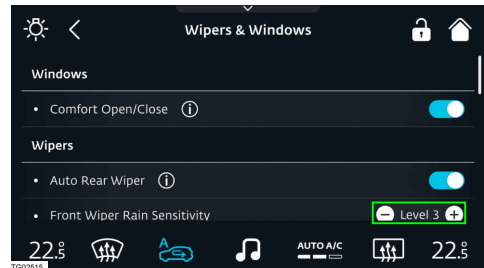 Wipers & Windows
Windows
• Comfort Open/Close
Wipers
• Auto Rear Wiper
• Front Wiper Rain Sensitivity − Level 3 +
22.5° A AUTO A/C 22.5°
TG02515